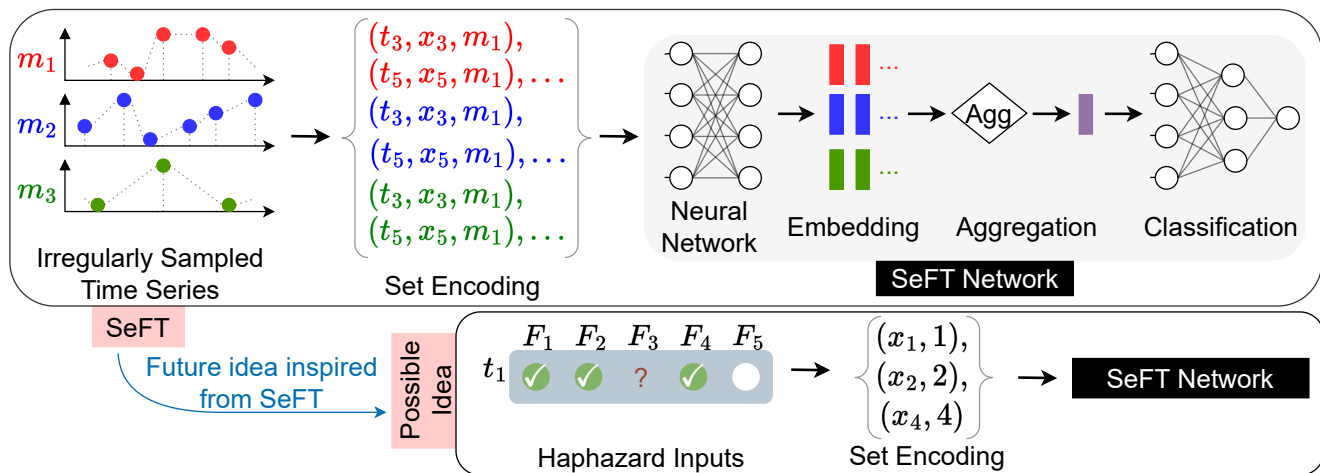 m₁
m₂
m₃
Irregularly Sampled
Time Series
(t₃, x₃, m₁),
(t₅, x₅, m₁), . . .
(t₃, x₃, m₁),
(t₅, x₅, m₁), . . .
(t₃, x₃, m₁),
(t₅, x₅, m₁), . . .
Set Encoding
Neural
Network
...
...
...
Embedding
Agg
Aggregation
Classification
SeFT Network
SeFT
Future idea inspired
from SeFT
Possible
Idea
F₁ F₂ F₃ F₄ F₅
t₁ ✓ ✓ ? ✓
Haphazard Inputs
(x₁, 1),
(x₂, 2),
(x₄, 4)
Set Encoding
SeFT Network